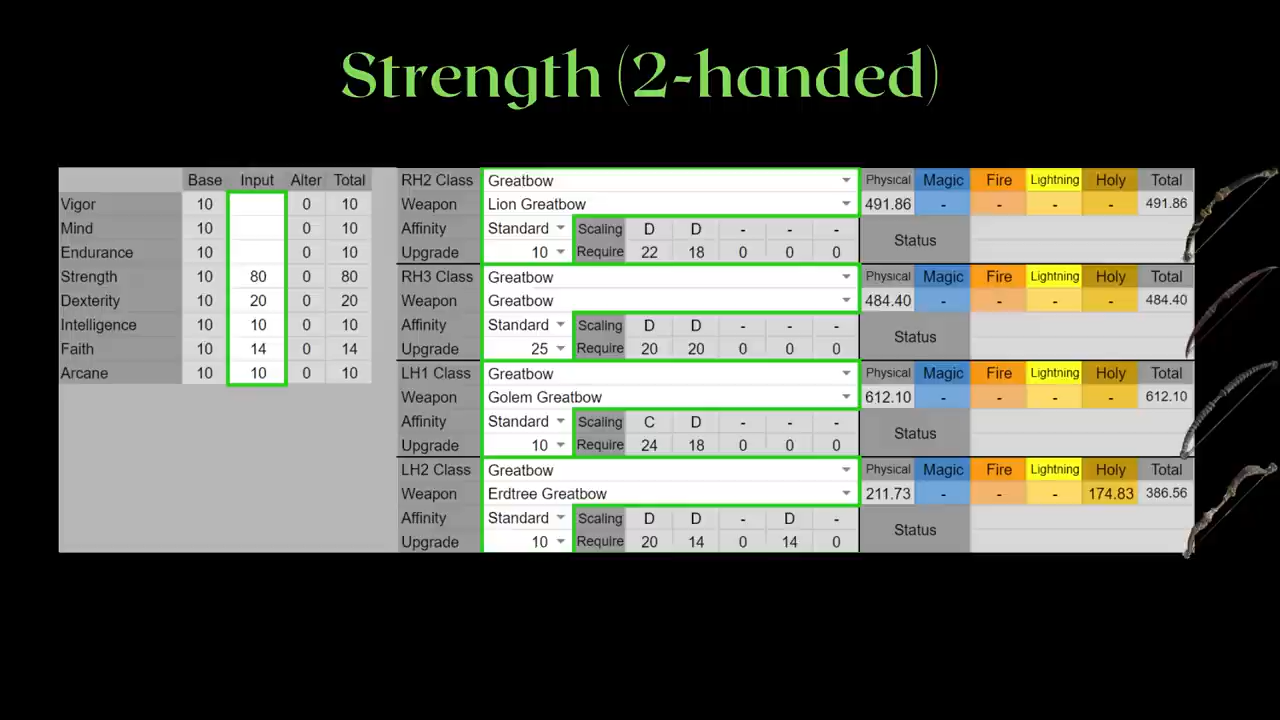 Strength (2-handed)
Base Input Alter Total
Vigor 10 0 10
Mind 10 0 10
Endurance 10 0 10
Strength 10 80 0 80
Dexterity 10 20 0 20
Intelligence 10 10 0 10
Faith 10 14 0 14
Arcane 10 10 0 10
RH2 Class Greatbow Physical Magic Fire Lightning Holy Total
Weapon Lion Greatbow 491.86 - - - - 491.86
Affinity Standard Scaling D D - - - Status
Upgrade 10 Require 22 18 0 0 0
RH3 Class Greatbow Physical Magic Fire Lightning Holy Total
Weapon Greatbow 484.40 - - - - 484.40
Affinity Standard Scaling D D - - - Status
Upgrade 25 Require 20 20 0 0 0
LH1 Class Greatbow Physical Magic Fire Lightning Holy Total
Weapon Golem Greatbow 612.10 - - - - 612.10
Affinity Standard Scaling C D - - - Status
Upgrade 10 Require 24 18 0 0 0
LH2 Class Greatbow Physical Magic Fire Lightning Holy Total
Weapon Erdtree Greatbow 211.73 - - - 174.83 386.56
Affinity Standard Scaling D D - D - Status
Upgrade 10 Require 20 14 0 14 0